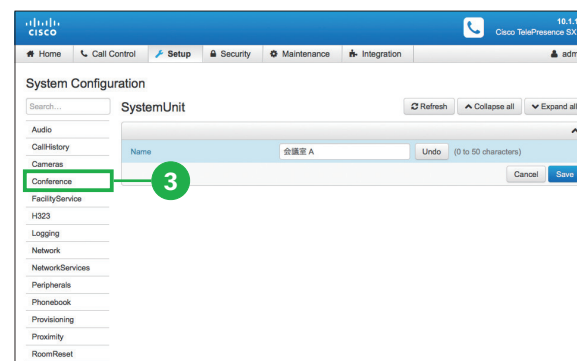 CISCO
10.1.1
Cisco TelePresence SX
Home Call Control Setup Security Maintenance Integration adm
System Configuration
Search... SystemUnit Refresh Collapse all Expand all
Audio
CallHistory
Name 会議室 A Undo (0 to 50 characters)
Cameras
Conference 3 Cancel Save
FacilityService
H323
Logging
Network
NetworkServices
Peripherals
Phonebook
Provisioning
Proximity
RoomReset